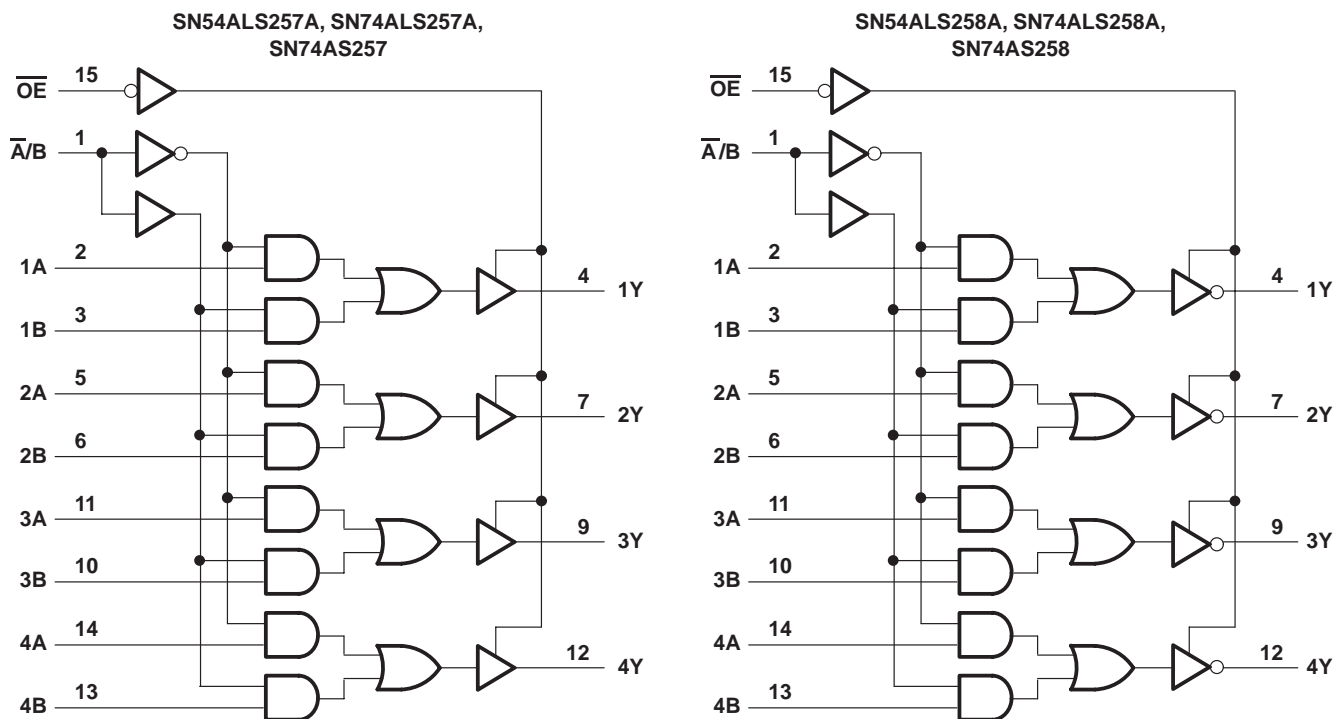 SN54ALS257A, SN74ALS257A,
SN74AS257
OE 15
A/B 1
1A 2
4 1Y
1B 3
2A 5
7 2Y
2B 6
3A 11
9 3Y
3B 10
4A 14
12 4Y
4B 13
SN54ALS258A, SN74ALS258A,
SN74AS258
OE 15
A/B 1
1A 2
4 1Y
1B 3
2A 5
7 2Y
2B 6
3A 11
9 3Y
3B 10
4A 14
12 4Y
4B 13